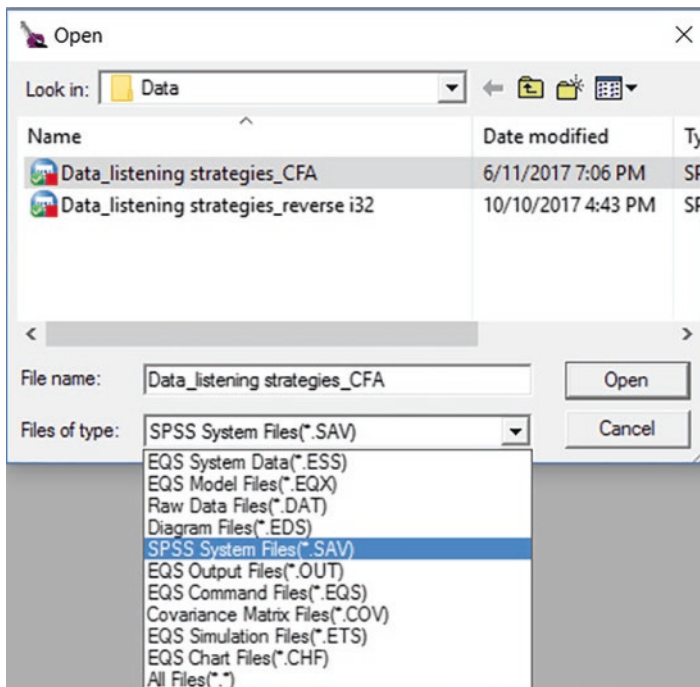 Open
Look in: Data
Name Date modified Ty
Data_listening strategies_CFA 6/11/2017 7:06 PM SP
Data_listening strategies_reverse i32 10/10/2017 4:43 PM SP
File name: Data_listening strategies_CFA Open
Files of type: SPSS System Files(*.SAV) Cancel
EQS System Data(*.ESS)
EQS Model Files(*.EQX)
Raw Data Files(*.DAT)
Diagram Files(*.EDS)
SPSS System Files(*.SAV)
EQS Output Files(*.OUT)
EQS Command Files(*.EQS)
Covariance Matrix Files(*.COV)
EQS Simulation Files(*.ETS)
EQS Chart Files(*.CHF)
All Files(*.*)